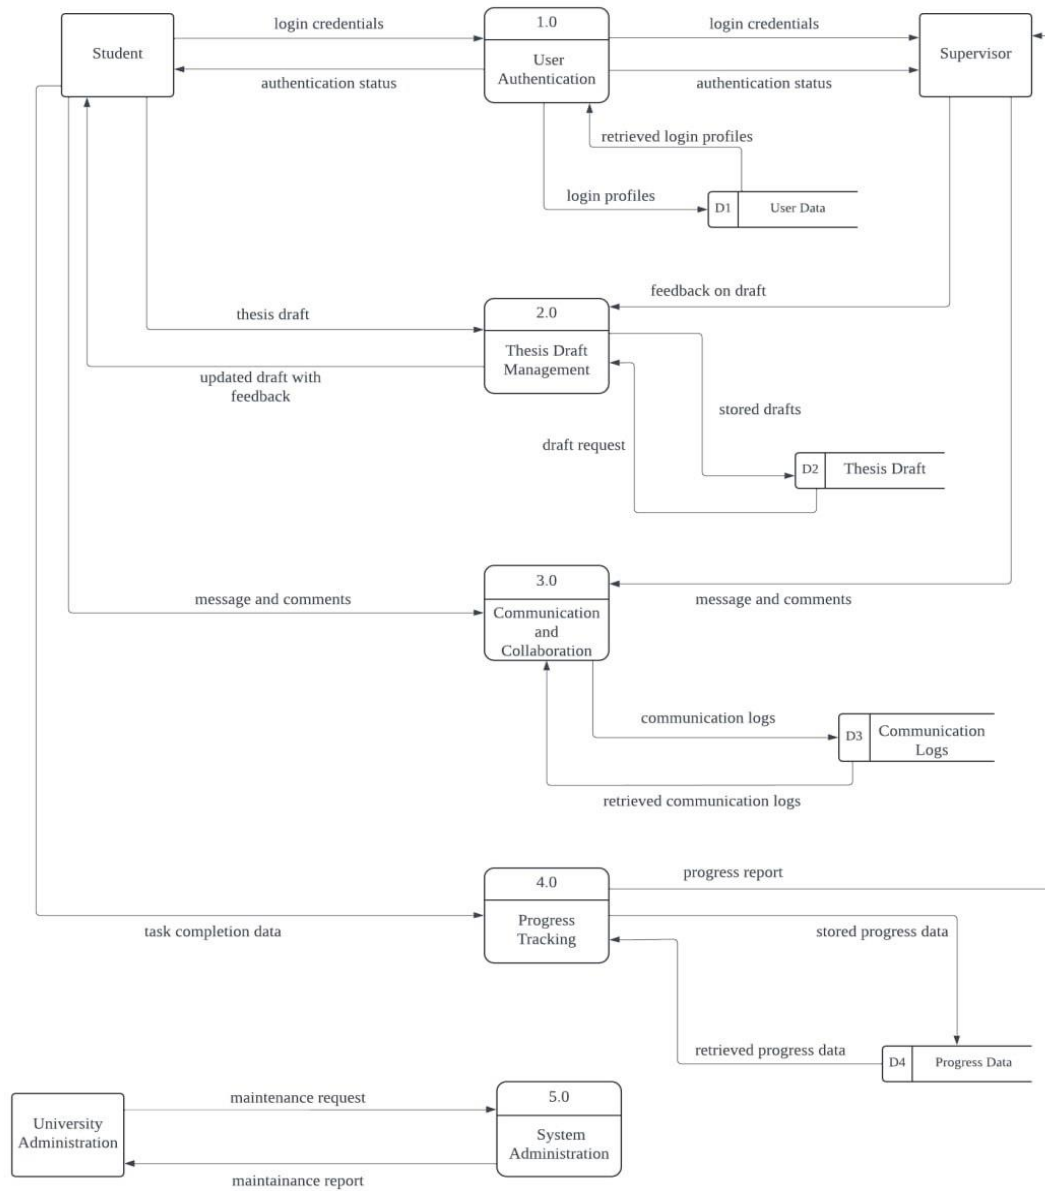 login credentials
1.0
login credentials
Student
User
Authentication
Supervisor
authentication status
authentication status
retrieved login profiles
login profiles
D1
User Data
feedback on draft
thesis draft
2.0
Thesis Draft
Management
updated draft with
feedback
stored drafts
draft request
D2
Thesis Draft
3.0
message and comments
Communication
and
Collaboration
message and comments
communication logs
D3
Communication
Logs
retrieved communication logs
4.0
progress report
task completion data
Progress
Tracking
stored progress data
retrieved progress data
D4
Progress Data
maintenance request
5.0
University
Administration
System
Administration
maintainance report